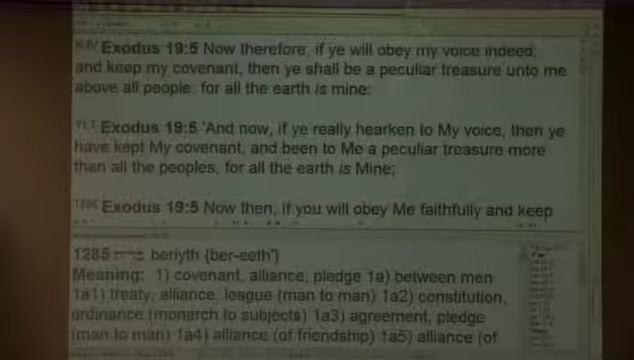 KJV Exodus 19:5 Now therefore, if ye will obey my voice indeed,
and keep my covenant, then ye shall be a peculiar treasure unto me
above all people: for all the earth is mine:
YLT Exodus 19:5 'And now, if ye really hearken to My voice, then ye
have kept My covenant, and been to Me a peculiar treasure more
than all the peoples, for all the earth is Mine;
Exodus 19:5 Now then, if you will obey Me faithfully and keep
1285 beriyth {ber-eeth'}
Meaning: 1) covenant, alliance, pledge 1a) between men
1a1) treaty, alliance, league (man to man) 1a2) constitution,
ordinance (monarch to subjects) 1a3) agreement, pledge
(man to man) 1a4) alliance (of friendship) 1a5) alliance (of